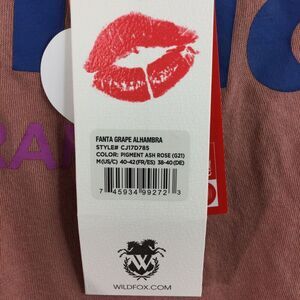 FANTA GRAPE ALHAMBRA
STYLE# CJ17D785
COLOR: PIGMENT ASH ROSE (G21)
M(US/C) 40-42(FR/ES) 38-40(DE)
7 45934 99272 3
WILDFOX.COM